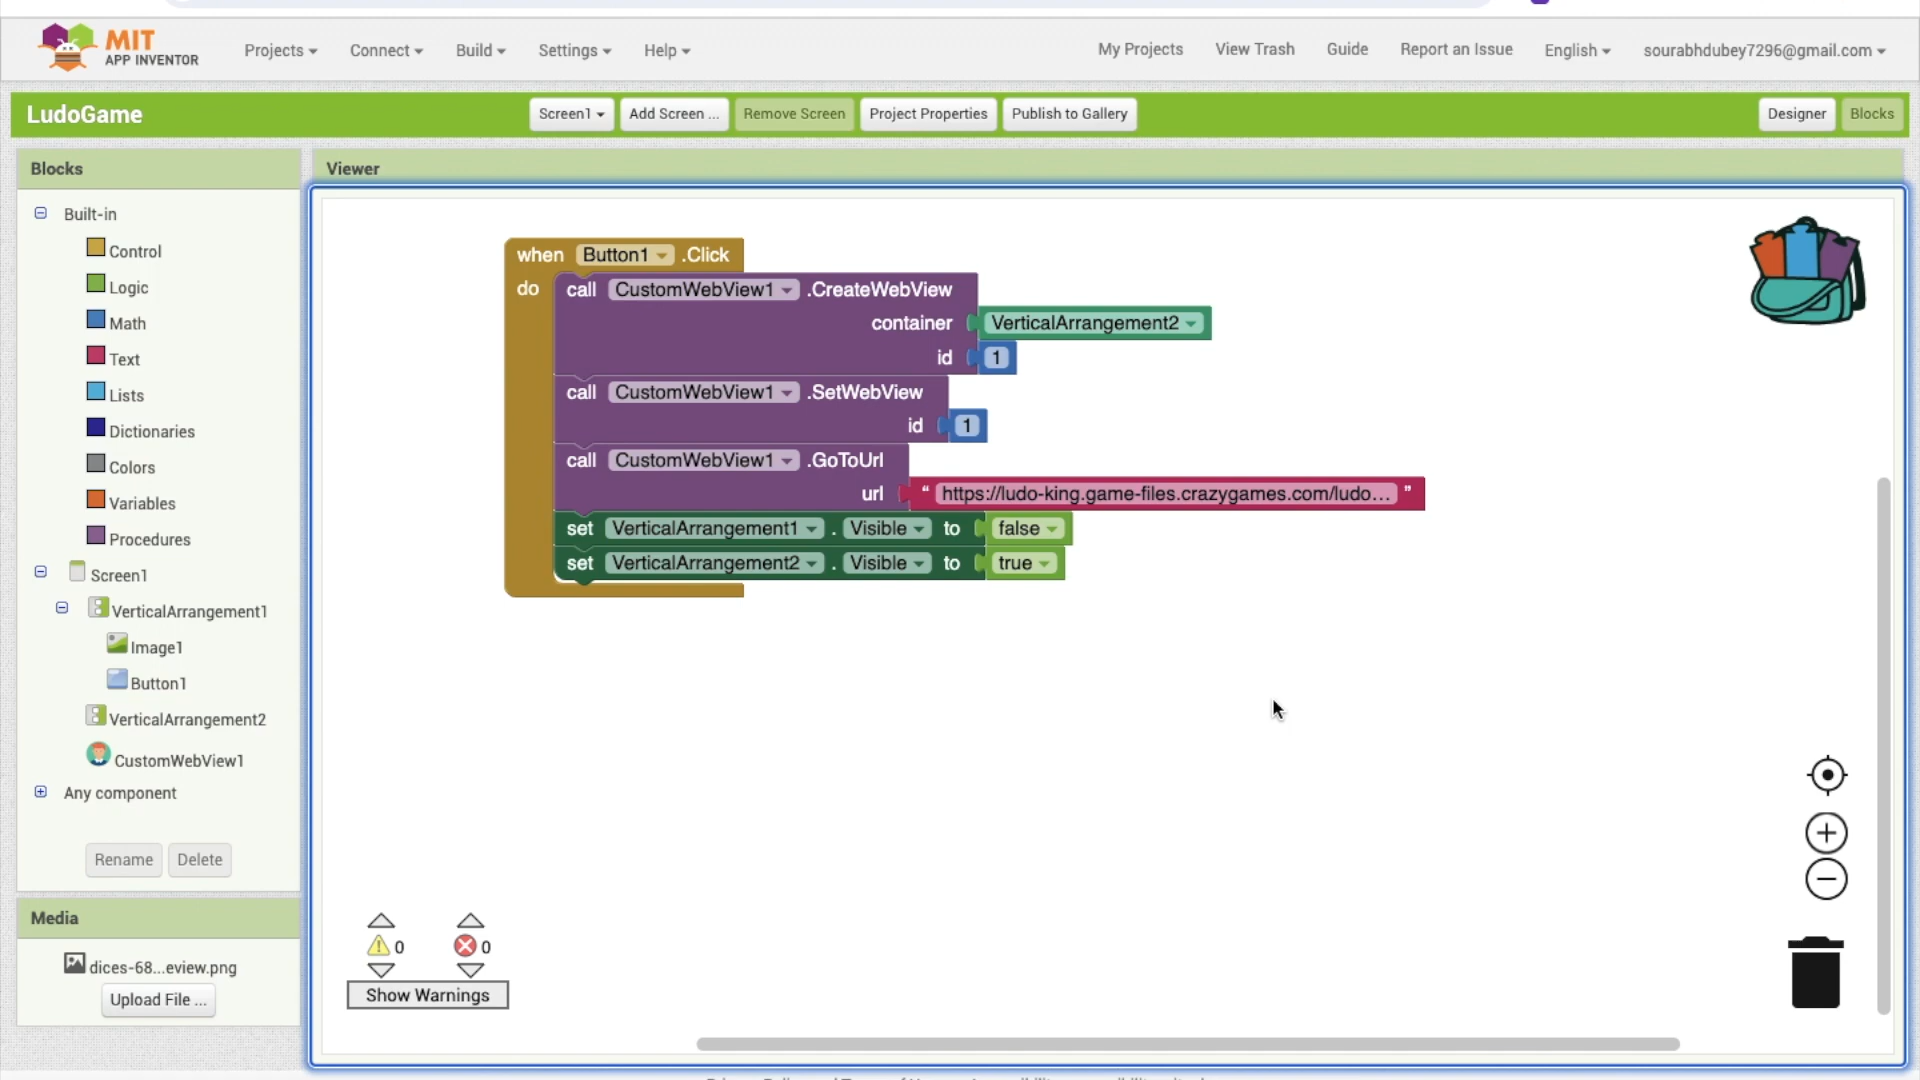 MIT
APP INVENTOR
Projects
Connect
Build
Settings
Help
My Projects
View Trash
Guide
Report an Issue
English
sourabhdubey7296@gmail.com
LudoGame
Screen1
Add Screen ...
Remove Screen
Project Properties
Publish to Gallery
Designer
Blocks
Blocks
Built-in
Control
Logic
Math
Text
Lists
Dictionaries
Colors
Variables
Procedures
Screen1
VerticalArrangement1
Image1
Button1
VerticalArrangement2
CustomWebView1
Any component
Rename
Delete
Media
dices-68...eview.png
Upload File ...
Viewer
when Button1 .Click
do call CustomWebView1 .CreateWebView
container VerticalArrangement2
id 1
call CustomWebView1 .SetWebView
id 1
call CustomWebView1 .GoToUrl
url “ https://ludo-king.game-files.crazygames.com/ludo... ”
set VerticalArrangement1 . Visible to false
set VerticalArrangement2 . Visible to true
0 0
Show Warnings